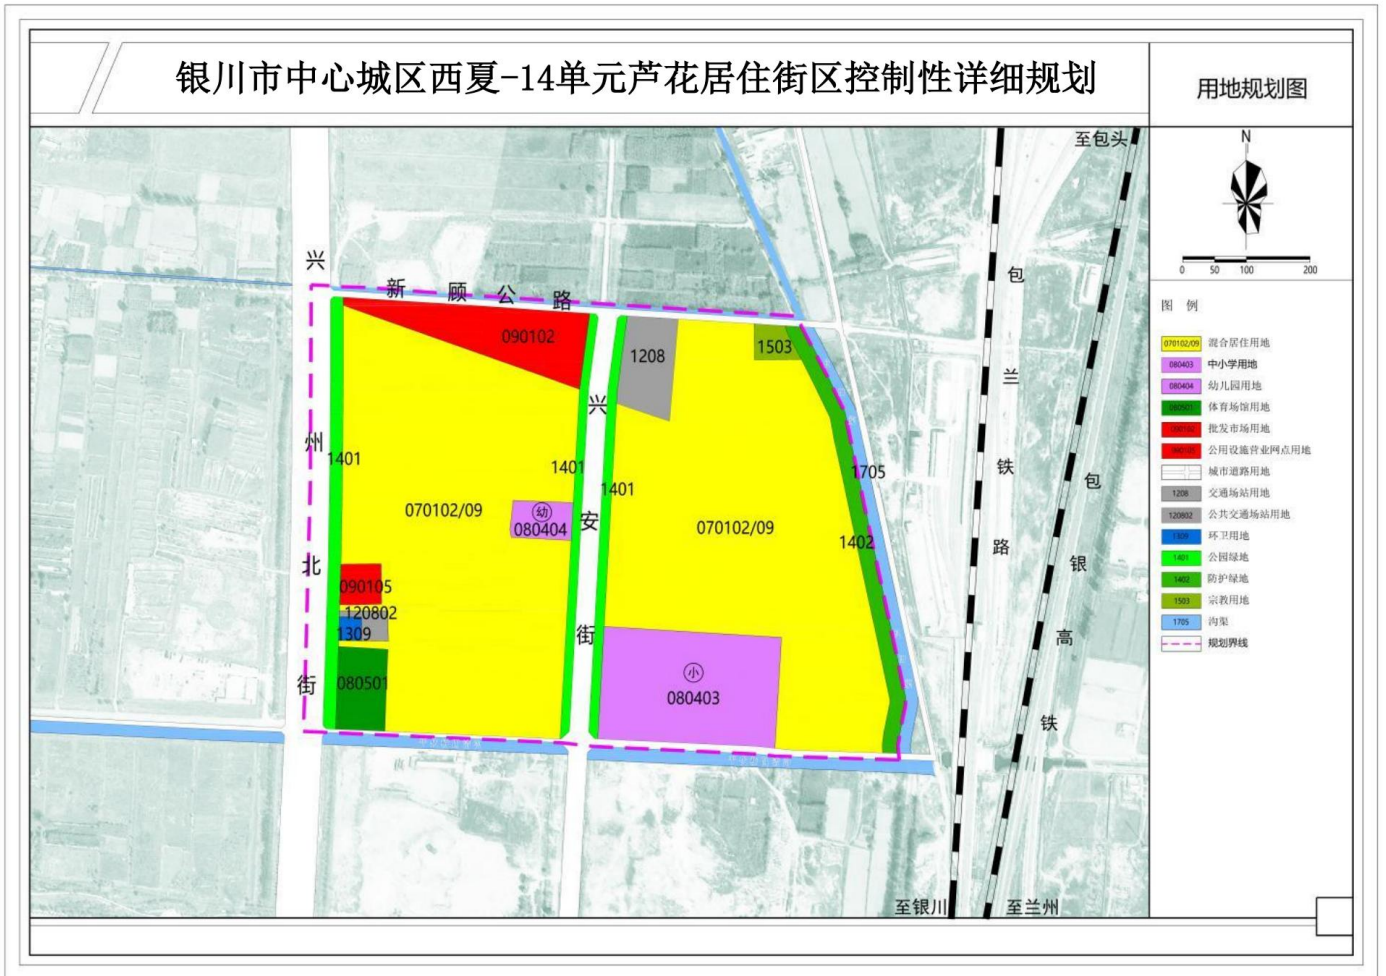 银川市中心城区西夏-14单元芦花居住街区控制性详细规划
用地规划图
至包头
N
0 50 100 200
兴
州
北
街
新顾公路
兴
安
街
包
兰
铁
路
包
银
高
铁
090102
1208
1503
1401
1401
1401
1705
1402
070102/09
070102/09
幼
080404
090105
120802
1309
080501
小
080403
至银川
至兰州
图 例
070102/09 混合居住用地
080403 中小学用地
080404 幼儿园用地
080501 体育场馆用地
090102 批发市场用地
090105 公用设施营业网点用地
城市道路用地
1208 交通场站用地
120802 公共交通场站用地
1309 环卫用地
1401 公园绿地
1402 防护绿地
1503 宗教用地
1705 沟渠
规划界线